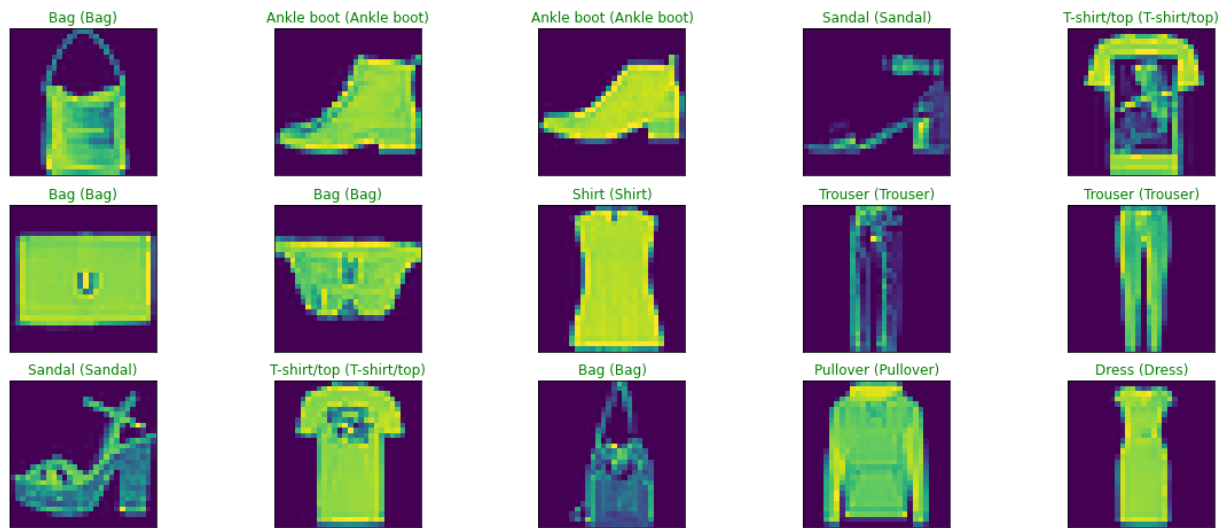 Bag (Bag)
Ankle boot (Ankle boot)
Ankle boot (Ankle boot)
Sandal (Sandal)
T-shirt/top (T-shirt/top)
Bag (Bag)
Bag (Bag)
Shirt (Shirt)
Trouser (Trouser)
Trouser (Trouser)
Sandal (Sandal)
T-shirt/top (T-shirt/top)
Bag (Bag)
Pullover (Pullover)
Dress (Dress)